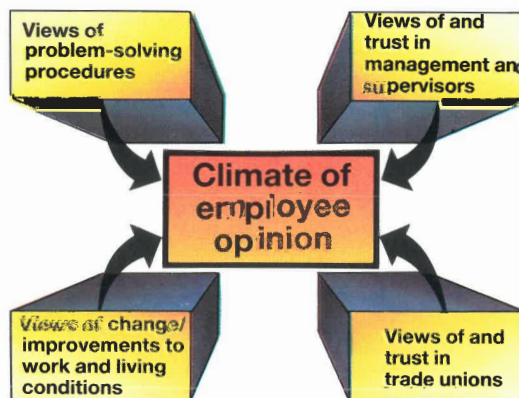 Views of
problem-solving
procedures
Views of and
trust in
management an
supervisors
Climate of
employee
opinion
Views of change/
improvements to
work and living
conditions
Views of and
trust in
trade unions